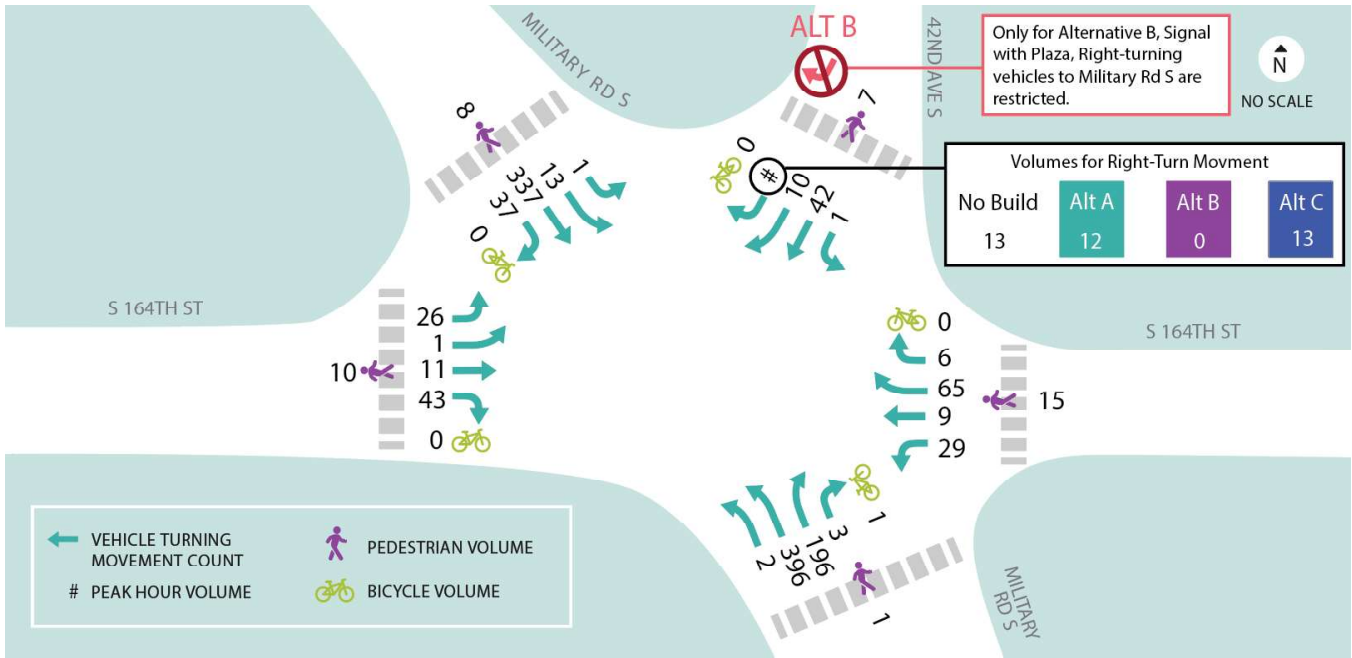 ALT B
MILITARY RD S
42ND AVE S
Only for Alternative B, Signal
with Plaza, Right-turning
vehicles to Military Rd S are
restricted.
N
NO SCALE
8
7
Volumes for Right-Turn Movment
No Build
13
Alt A
12
Alt B
0
Alt C
13
0
37
337
13
1
0
#
10
42
1
S 164TH ST
S 164TH ST
26
1
11
43
0
10
0
6
65
9
29
15
2
396
196
3
1
1
MILITARY
RD S
VEHICLE TURNING
MOVEMENT COUNT
# PEAK HOUR VOLUME
PEDESTRIAN VOLUME
BICYCLE VOLUME